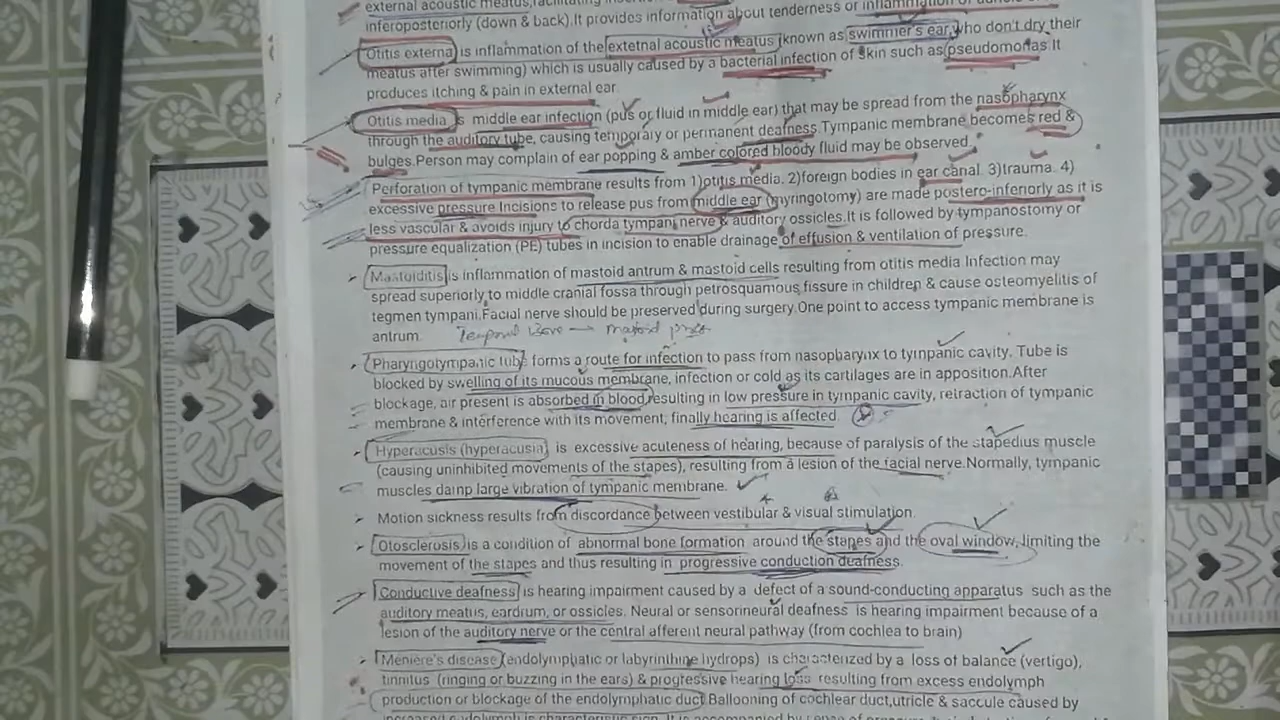 external acoustic meatus, facilitating
inferoposteriorly (down & back).It provides information about tenderness or inflammation of
Otitis externa is inflammation of the extetnal acoustic meatus (known as swimmer's ear, who don't dry their
meatus after swimming) which is usually caused by a bacterial infection of skin such as pseudomonas It
produces itching & pain in external ear.
Otitis media is middle ear infection (pus or fluid in middle ear) that may be spread from the nasopharynx
through the auditory tube, causing temporary or permanent deafness.Tympanic membrane becomes red &
bulges.Person may complain of ear popping & amber colored bloody fluid may be observed.
Perforation of tympanic membrane results from 1)otitis media. 2)foreign bodies in ear canal. 3)trauma. 4)
excessive pressure Incisions to release pus from middle ear (myringotomy) are made postero-inferiorly as it is
less vascular & avoids injury to chorda tympani nerve & auditory ossicles.It is followed by tympanostomy or
pressure equalization (PE) tubes in incision to enable drainage of effusion & ventilation of pressure.
Mastoiditis is inflammation of mastoid antrum & mastoid cells resulting from otitis media Infection may
spread superiorly to middle cranial fossa through petrosquamous fissure in children & cause osteomyelitis of
tegmen tympani.Facial nerve should be preserved during surgery.One point to access tympanic membrane is
antrum. Temporal bone → mastoid
Pharyngotympanic tube forms a route for infection to pass from nasopharynx to tympanic cavity. Tube is
blocked by swelling of its mucous membrane, infection or cold as its cartilages are in apposition.After
blockage, air present is absorbed in blood resulting in low pressure in tympanic cavity, retraction of tympanic
membrane & interference with its movement, finally hearing is affected.
Hyperacusis (hyperacusia) is excessive acuteness of hearing, because of paralysis of the stapedius muscle
(causing uninhibited movements of the stapes), resulting from a lesion of the facial nerve.Normally, tympanic
muscles damp large vibration of tympanic membrane.
Motion sickness results from discordance between vestibular & visual stimulation.
Otosclerosis is a condition of abnormal bone formation around the stapes and the oval window, limiting the
movement of the stapes and thus resulting in progressive conduction deafness.
Conductive deafness is hearing impairment caused by a defect of a sound-conducting apparatus such as the
auditory meatus, eardrum, or ossicles. Neural or sensorineural deafness is hearing impairment because of a
lesion of the auditory nerve or the central afferent neural pathway (from cochlea to brain)
Meniere's disease (endolymphatic or labyrinthine hydrops) is characterized by a loss of balance (vertigo),
tinnitus (ringing or buzzing in the ears) & progressive hearing loss resulting from excess endolymph
production or blockage of the endolymphatic duct.Ballooning of cochlear duct,utricle & saccule caused by
increased endolymph is characteristic sign. It is accompanied by sense of